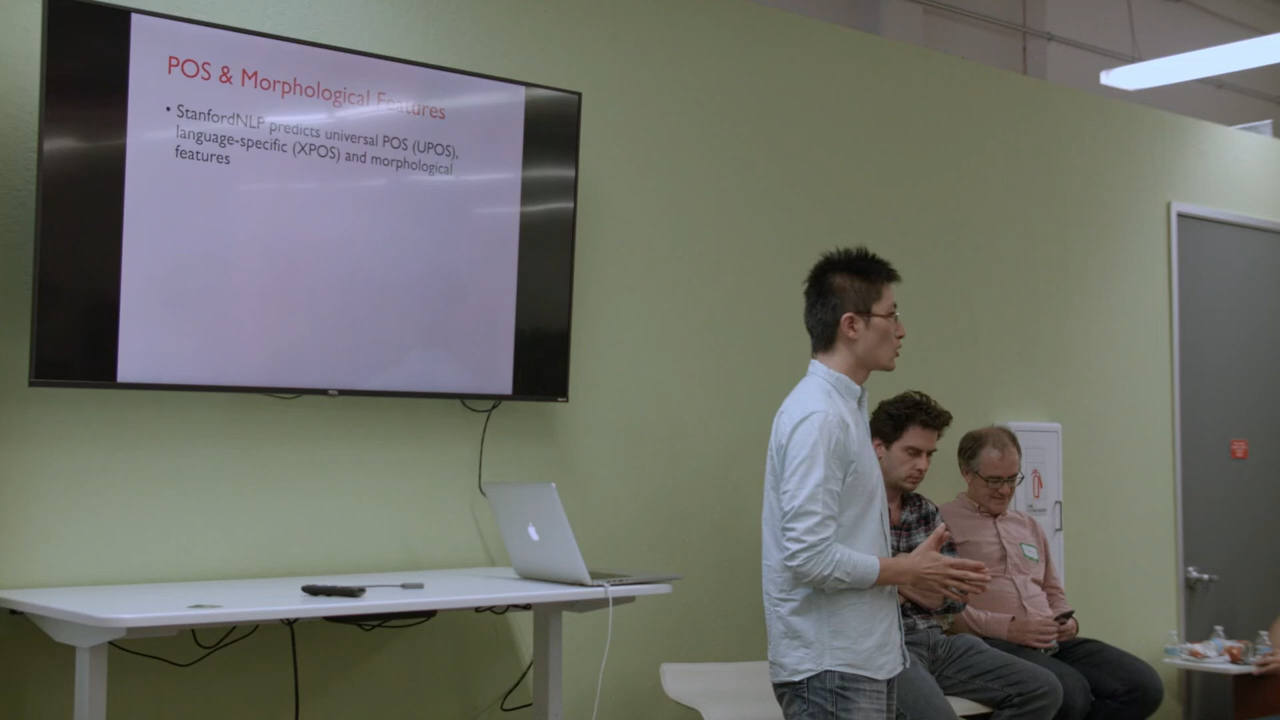 POS & Morphological Features
• StanfordNLP predicts universal POS (UPOS),
language-specific (XPOS) and morphological
features